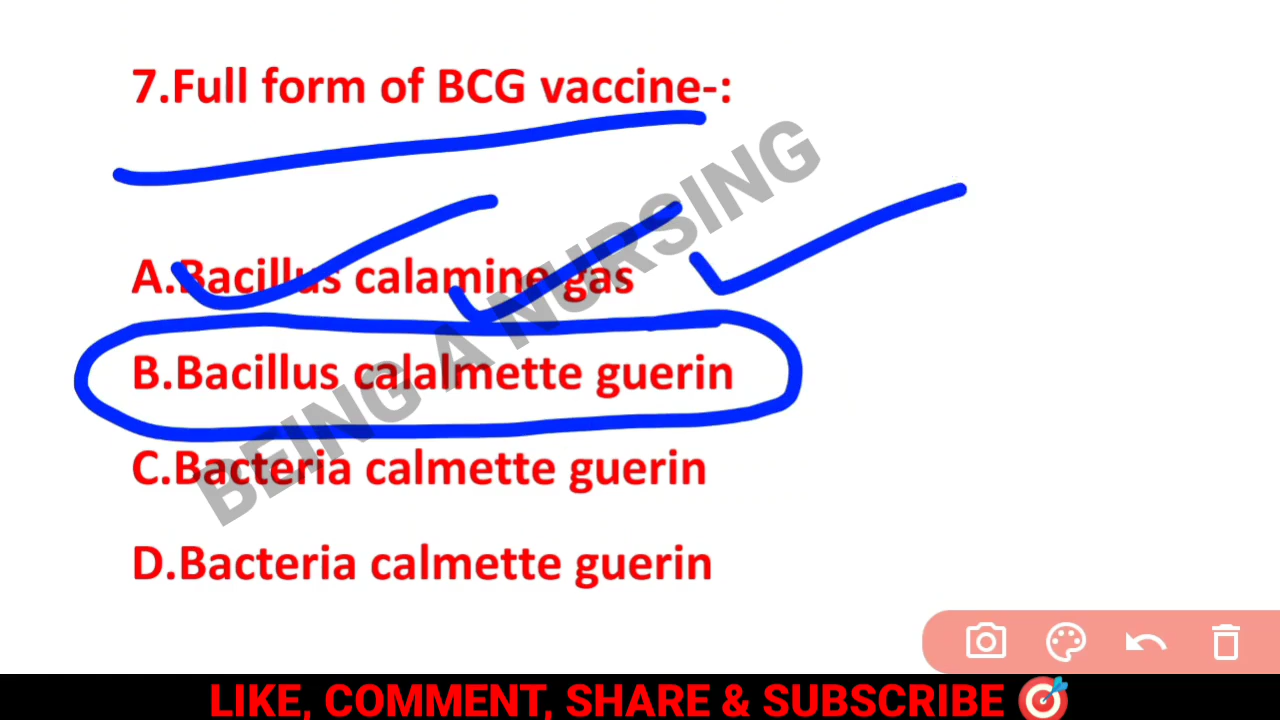 7.Full form of BCG vaccine-:
A.Bacillus calamine gas
B.Bacillus calalmette guerin
C.Bacteria calmette guerin
D.Bacteria calmette guerin
BEING A NURSING
LIKE, COMMENT, SHARE & SUBSCRIBE 🎯